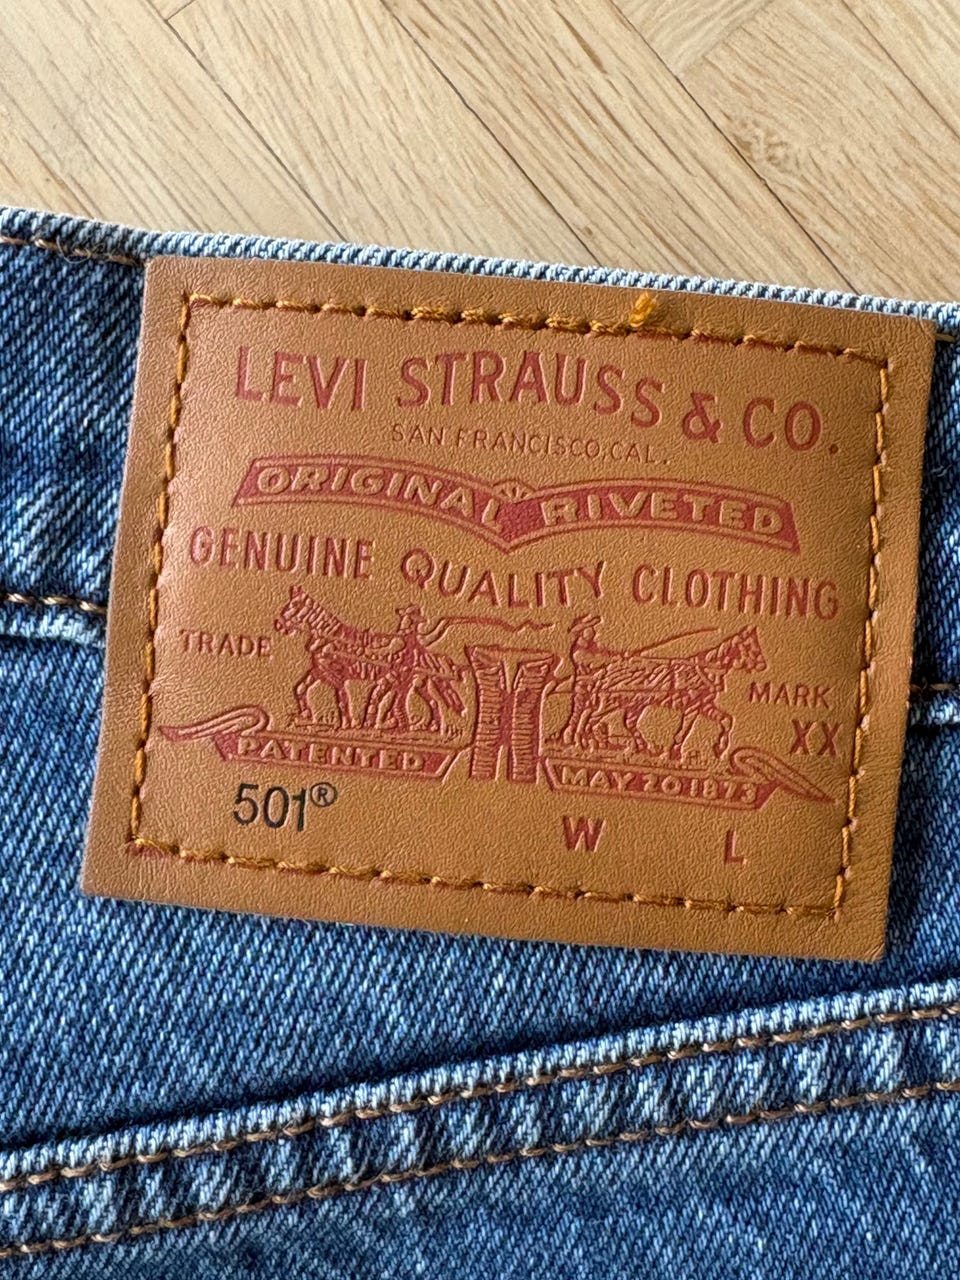 LEVI STRAUSS & CO.
SAN FRANCISCO, CAL.
ORIGINAL RIVETED
GENUINE QUALITY CLOTHING
TRADE MARK
XX
PATENTED MAY 20 1873
501® W L